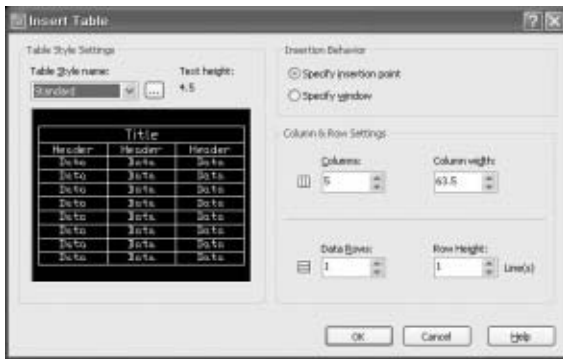 Insert Table
Table Style Settings
Table Style name:
Text height:
Standard
...
4.5
Title
Header Header Header
Data Data Data
Data Data Data
Data Data Data
Data Data Data
Data Data Data
Data Data Data
Data Data Data
Data Data Data
Insertion Behavior
Specify insertion point
Specify window
Column & Row Settings
Columns:
Column width:
5
63.5
Data Rows:
Row Height:
1
1
Line(s)
OK
Cancel
Help